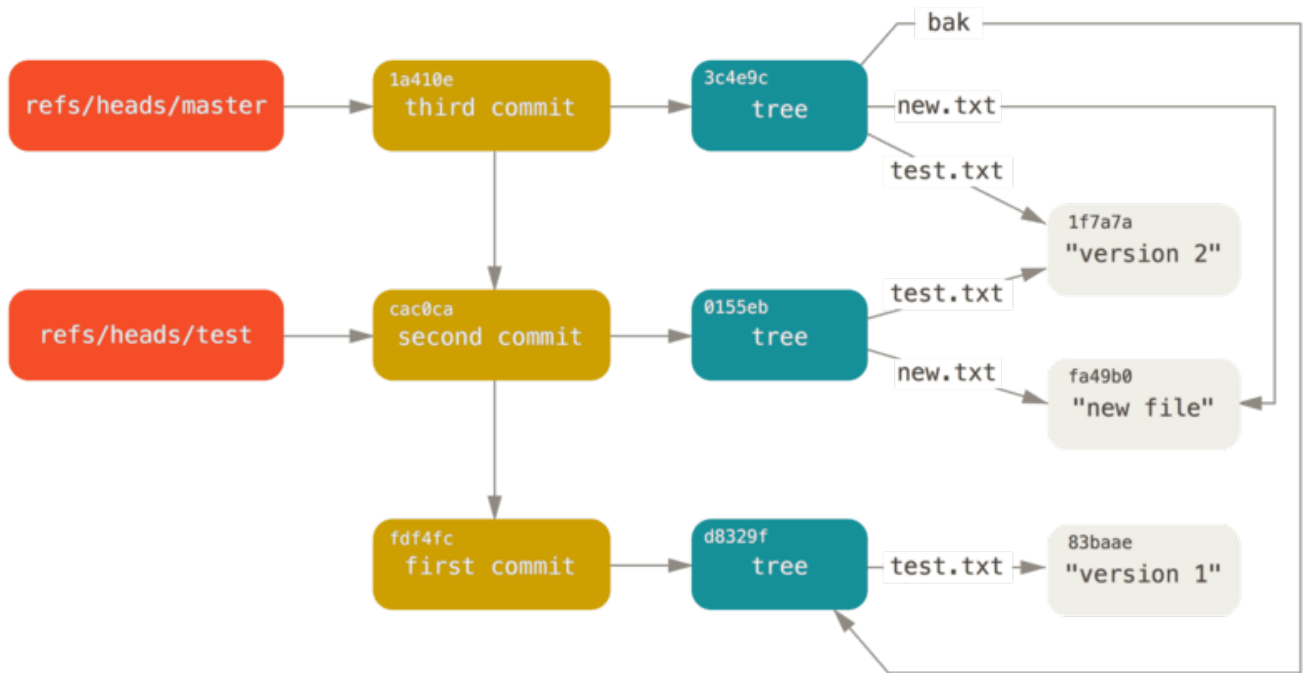 bak
1a410e
3c4e9c
refs/heads/master
third commit
tree
new.txt
test.txt
1f7a7a
"version 2"
cac0ca
0155eb
test.txt
refs/heads/test
second commit
tree
new.txt
fa49b0
"new file"
fdf4fc
d8329f
83baae
first commit
tree
test.txt
"version 1"